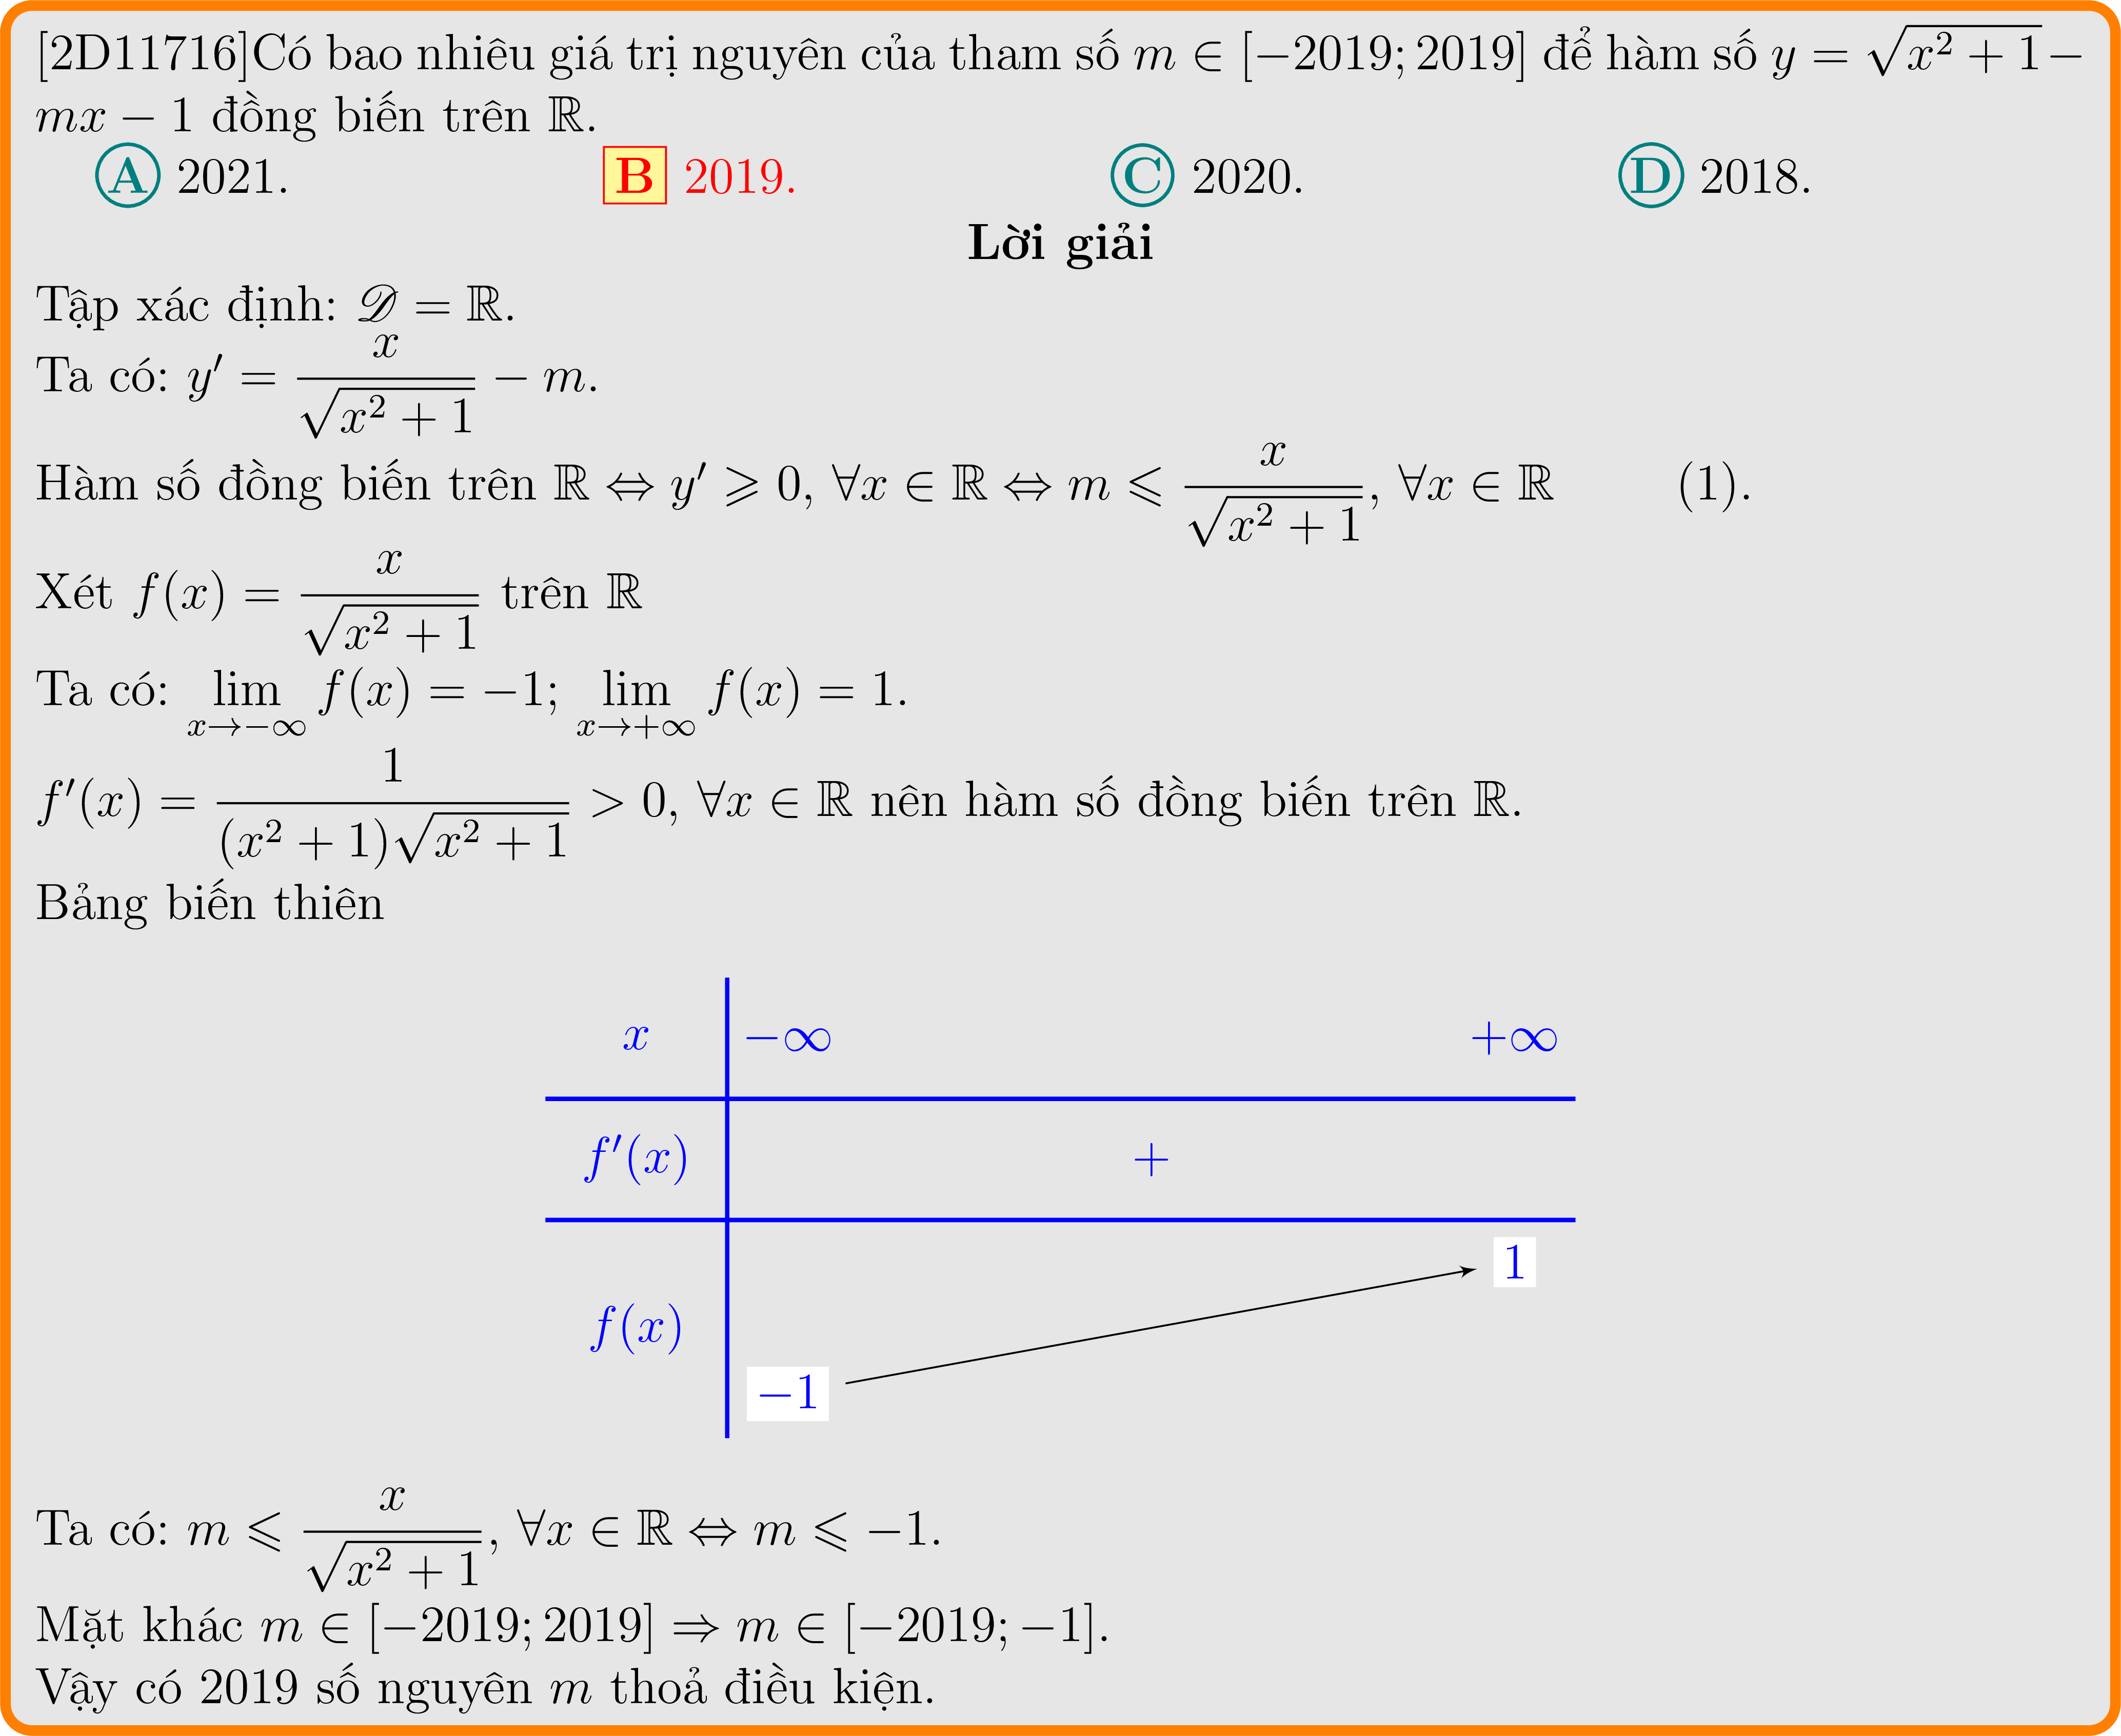 [2D11716]Có bao nhiêu giá trị nguyên của tham số $m \in [-2019; 2019]$ để hàm số $y = \sqrt{x^2+1} -$
$mx - 1$ đồng biến trên $\mathbb{R}$.
A 2021. B 2019. C 2020. D 2018.
Lời giải
Tập xác định: $\mathscr{D} = \mathbb{R}$.
Ta có: $y' = \dfrac{x}{\sqrt{x^2+1}} - m$.
Hàm số đồng biến trên $\mathbb{R} \Leftrightarrow y' \geqslant 0, \forall x \in \mathbb{R} \Leftrightarrow m \leqslant \dfrac{x}{\sqrt{x^2+1}}, \forall x \in \mathbb{R}$ (1).
Xét $f(x) = \dfrac{x}{\sqrt{x^2+1}}$ trên $\mathbb{R}$
Ta có: $\lim\limits_{x \to -\infty} f(x) = -1; \lim\limits_{x \to +\infty} f(x) = 1$.
$f'(x) = \dfrac{1}{(x^2+1)\sqrt{x^2+1}} > 0, \forall x \in \mathbb{R}$ nên hàm số đồng biến trên $\mathbb{R}$.
Bảng biến thiên
$x$ $-\infty$ $+\infty$
$f'(x)$ $+$
$f(x)$ $-1$ $1$
Ta có: $m \leqslant \dfrac{x}{\sqrt{x^2+1}}, \forall x \in \mathbb{R} \Leftrightarrow m \leqslant -1$.
Mặt khác $m \in [-2019; 2019] \Rightarrow m \in [-2019; -1]$.
Vậy có 2019 số nguyên $m$ thoả điều kiện.